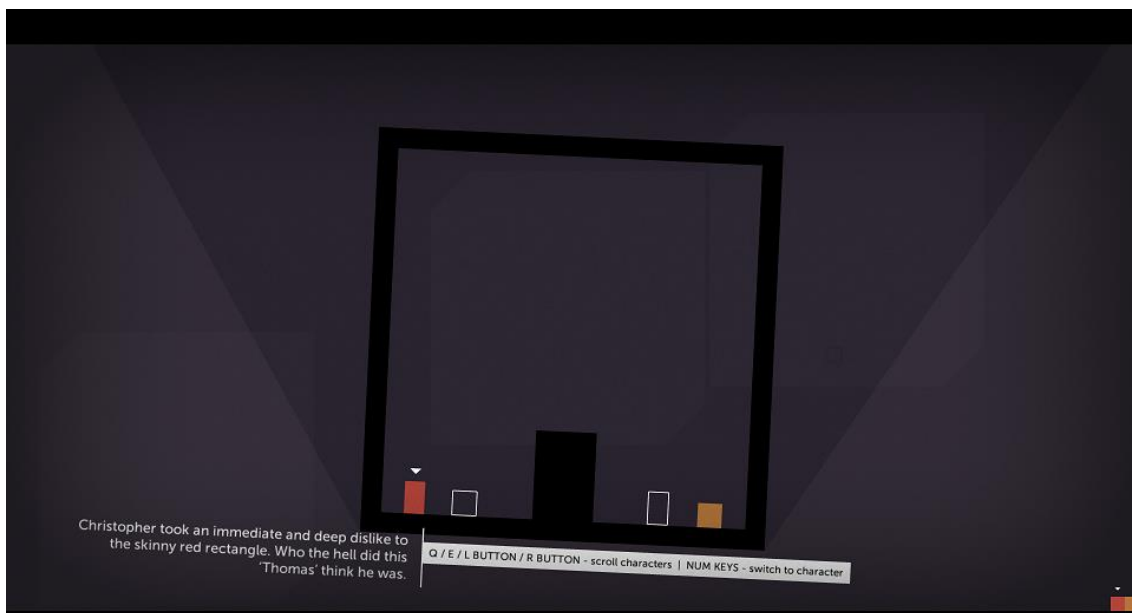 Christopher took an immediate and deep dislike to
the skinny red rectangle. Who the hell did this
'Thomas' think he was.
Q / E / L BUTTON / R BUTTON - scroll characters | NUM KEYS - switch to character